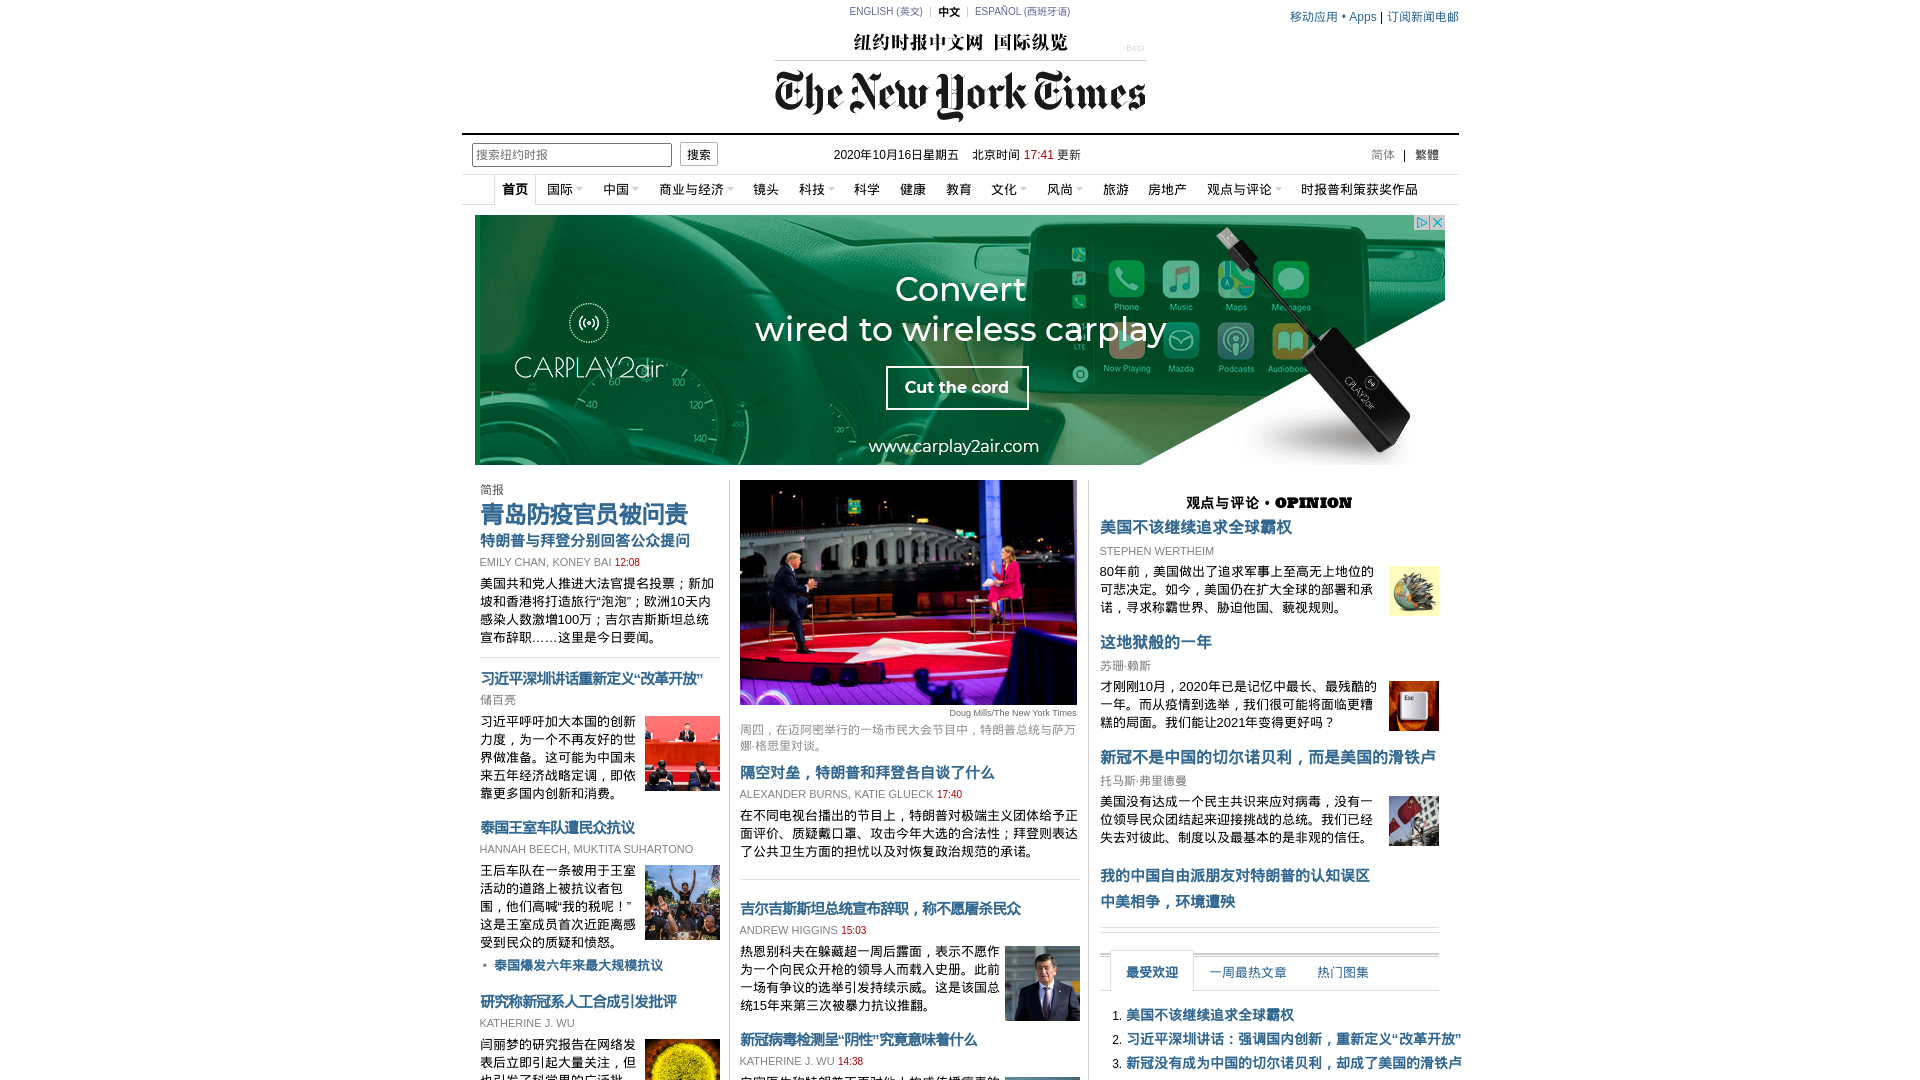 ENGLISH (英文) | 中文 | ESPAÑOL (西班牙语)
移动应用 • Apps | 订阅新闻电邮
纽约时报中文网 国际纵览
Beta
The New York Times
搜索纽约时报 搜索
2020年10月16日星期五 北京时间 17:41 更新
简体 | 繁體
首页 国际 中国 商业与经济 镜头 科技 科学 健康 教育 文化 风尚 旅游 房地产 观点与评论 时报普利策获奖作品
Convert
wired to wireless carplay
Cut the cord
www.carplay2air.com
CARPLAY2air
Phone Music Maps Messages
Now Playing Mazda Podcasts Audiobooks
LTE
60 100
40 120
140
CPLAY2air
简报
青岛防疫官员被问责
特朗普与拜登分别回答公众提问
EMILY CHAN, KONEY BAI 12:08
美国共和党人推进大法官提名投票；新加
坡和香港将打造旅行“泡泡”；欧洲10天内
感染人数激增100万；吉尔吉斯斯坦总统
宣布辞职……这里是今日要闻。
习近平深圳讲话重新定义“改革开放”
储百亮
习近平呼吁加大本国的创新
力度，为一个不再友好的世
界做准备。这可能为中国未
来五年经济战略定调，即依
靠更多国内创新和消费。
泰国王室车队遭民众抗议
HANNAH BEECH, MUKTITA SUHARTONO
王后车队在一条被用于王室
活动的道路上被抗议者包
围，他们高喊“我的税呢！”
这是王室成员首次近距离感
受到民众的质疑和愤怒。
• 泰国爆发六年来最大规模抗议
研究称新冠系人工合成引发批评
KATHERINE J. WU
闫丽梦的研究报告在网络发
表后立即引起大量关注，但
也引发了科学界的广泛批
Doug Mills/The New York Times
周四，在迈阿密举行的一场市民大会节目中，特朗普总统与萨万
娜·格思里对谈。
隔空对垒，特朗普和拜登各自谈了什么
ALEXANDER BURNS, KATIE GLUECK 17:40
在不同电视台播出的节目上，特朗普对极端主义团体给予正
面评价、质疑戴口罩、攻击今年大选的合法性；拜登则表达
了公共卫生方面的担忧以及对恢复政治规范的承诺。
吉尔吉斯斯坦总统宣布辞职，称不愿屠杀民众
ANDREW HIGGINS 15:03
热恩别科夫在躲藏超一周后露面，表示不愿作
为一个向民众开枪的领导人而载入史册。此前
一场有争议的选举引发持续示威。这是该国总
统15年来第三次被暴力抗议推翻。
新冠病毒检测呈“阴性”究竟意味着什么
KATHERINE J. WU 14:38
观点与评论 • OPINION
美国不该继续追求全球霸权
STEPHEN WERTHEIM
80年前，美国做出了追求军事上至高无上地位的
可悲决定。如今，美国仍在扩大全球的部署和承
诺，寻求称霸世界、胁迫他国、藐视规则。
这地狱般的一年
苏珊·赖斯
才刚刚10月，2020年已是记忆中最长、最残酷的
一年。而从疫情到选举，我们很可能将面临更糟
糕的局面。我们能让2021年变得更好吗？
Esc
新冠不是中国的切尔诺贝利，而是美国的滑铁卢
托马斯·弗里德曼
美国没有达成一个民主共识来应对病毒，没有一
位领导民众团结起来迎接挑战的总统。我们已经
失去对彼此、制度以及最基本的是非观的信任。
我的中国自由派朋友对特朗普的认知误区
中美相争，环境遭殃
最受欢迎 一周最热文章 热门图集
1. 美国不该继续追求全球霸权
2. 习近平深圳讲话：强调国内创新，重新定义“改革开放”
3. 新冠没有成为中国的切尔诺贝利，却成了美国的滑铁卢